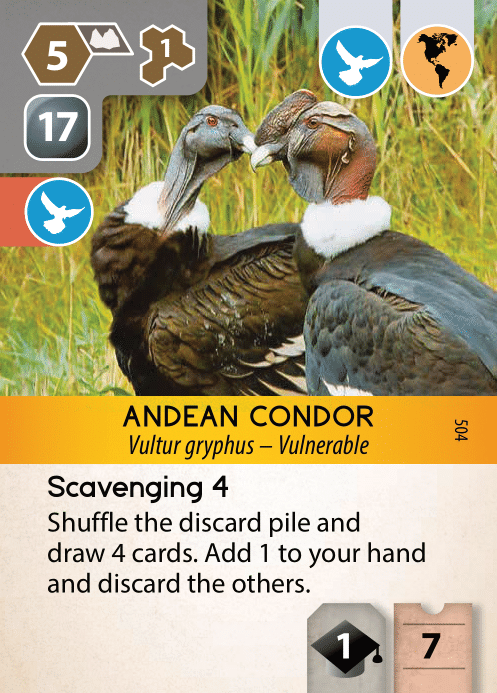 5
1
17
ANDEAN CONDOR
Vultur gryphus – Vulnerable
504
Scavenging 4
Shuffle the discard pile and
draw 4 cards. Add 1 to your hand
and discard the others.
1
7